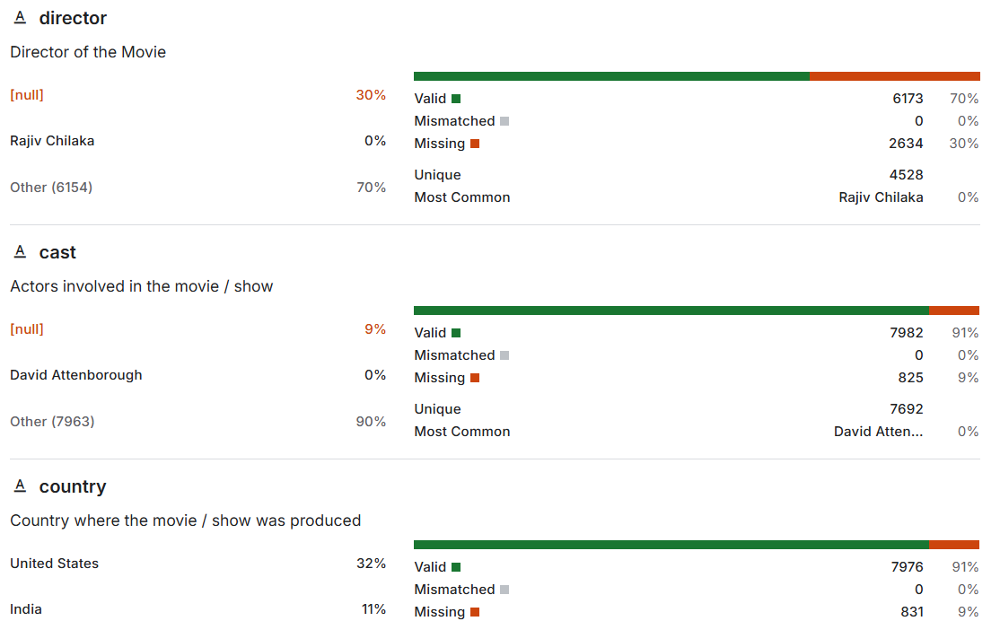 A director
Director of the Movie
[null] 30%
Rajiv Chilaka 0%
Other (6154) 70%
Valid 6173 70%
Mismatched 0 0%
Missing 2634 30%
Unique 4528
Most Common Rajiv Chilaka 0%
A cast
Actors involved in the movie / show
[null] 9%
David Attenborough 0%
Other (7963) 90%
Valid 7982 91%
Mismatched 0 0%
Missing 825 9%
Unique 7692
Most Common David Atten... 0%
A country
Country where the movie / show was produced
United States 32%
India 11%
Valid 7976 91%
Mismatched 0 0%
Missing 831 9%